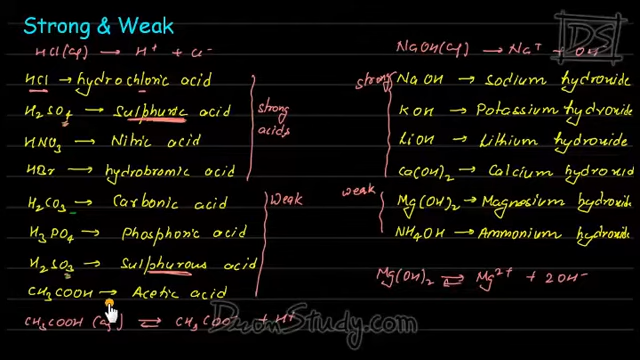 Strong & Weak
DS
HCl(aq) → H⁺ + Cl⁻
HCl → hydrochloric acid
H₂SO₄ → Sulphuric acid
HNO₃ → Nitric acid
HBr → hydrobromic acid
strong acids
H₂CO₃ → Carbonic acid
H₃PO₄ → Phosphoric acid
H₂SO₃ → Sulphurous acid
CH₃COOH → Acetic acid
Weak
CH₃COOH (aq) ⇌ CH₃COO⁻ + H⁺
NaOH(aq) → Na⁺ + OH
strong
NaOH → Sodium hydroxide
KOH → Potassium hydroxide
LiOH → Lithium hydroxide
Ca(OH)₂ → Calcium hydroxid
weak
Mg(OH)₂ → Magnesium hydroxide
NH₄OH → Ammonium hydroxide
Mg(OH)₂ ⇌ Mg²⁺ + 2OH⁻
DronStudy.com